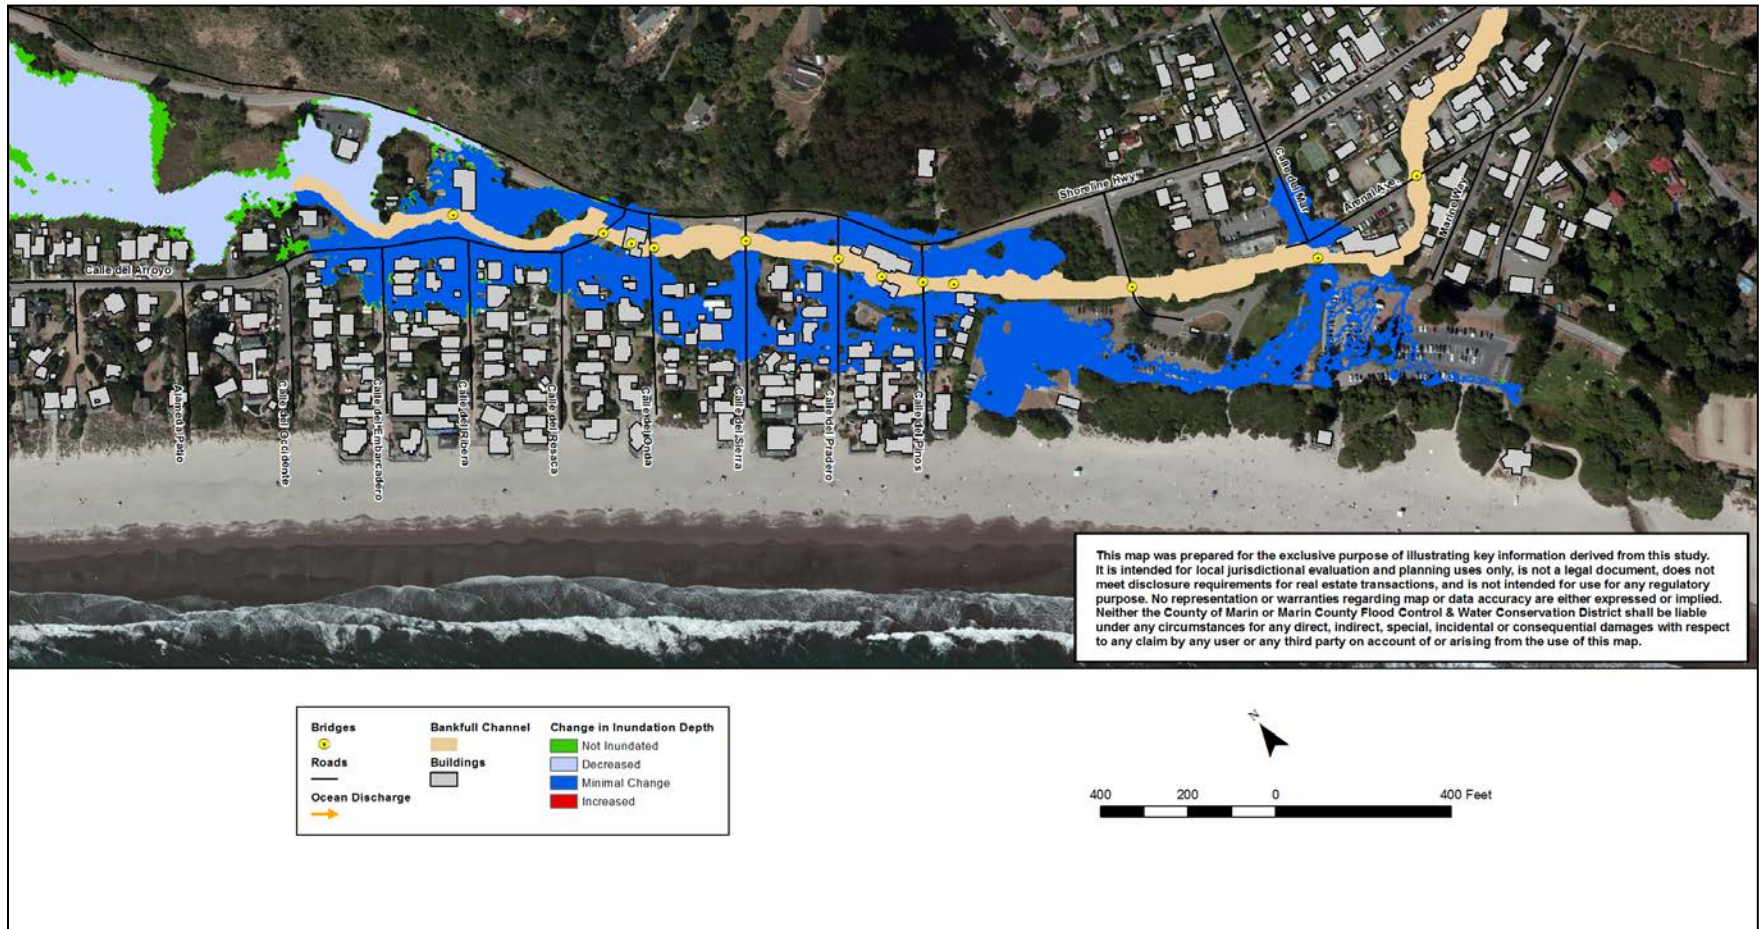 Shoreline Hwy
Calle del Mar
Arenal Ave
Marine Way
Calle del Arroyo
Alameda Patio
Calle del Occidente
Calle del Embarcadero
Calle del Ribera
Calle del Resaca
Calle del Onda
Calle del Sierra
Calle del Pradero
Calle del Pinos
This map was prepared for the exclusive purpose of illustrating key information derived from this study.
It is intended for local jurisdictional evaluation and planning uses only, is not a legal document, does not
meet disclosure requirements for real estate transactions, and is not intended for use for any regulatory
purpose. No representation or warranties regarding map or data accuracy are either expressed or implied.
Neither the County of Marin or Marin County Flood Control & Water Conservation District shall be liable
under any circumstances for any direct, indirect, special, incidental or consequential damages with respect
to any claim by any user or any third party on account of or arising from the use of this map.
Bridges
Roads
Ocean Discharge
Bankfull Channel
Buildings
Change in Inundation Depth
Not Inundated
Decreased
Minimal Change
Increased
N
400 200 0 400 Feet